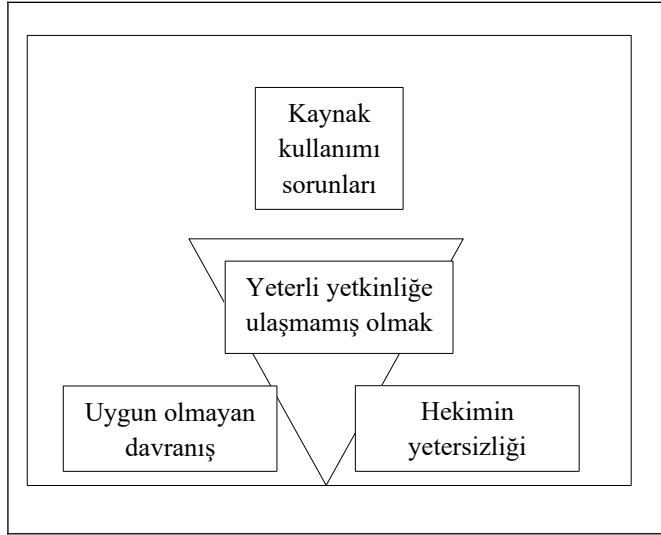 Kaynak
kullanımı
sorunları
Yeterli yetkinliğe
ulaşmamış olmak
Uygun olmayan
davranış
Hekimin
yetersizliği